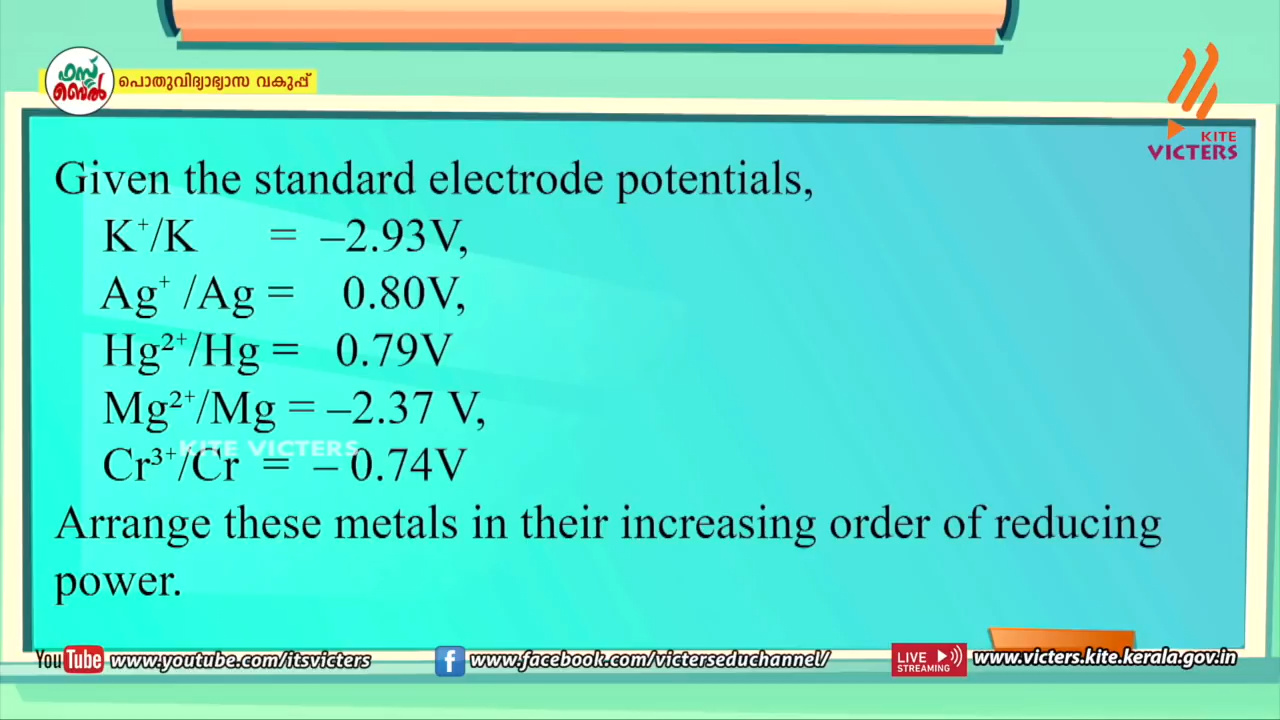 ഫസ്റ്റ്
ബെൽ
പൊതുവിദ്യാഭ്യാസ വകുപ്പ്
KITE
VICTERS
Given the standard electrode potentials,
K⁺/K = –2.93V,
Ag⁺ /Ag = 0.80V,
Hg²⁺/Hg = 0.79V
Mg²⁺/Mg = –2.37 V,
KITE VICTERS
Cr³⁺/Cr = – 0.74V
Arrange these metals in their increasing order of reducing
power.
YouTube www.youtube.com/itsvicters f www.facebook.com/victerseduchannel/ LIVE STREAMING www.victers.kite.kerala.gov.in